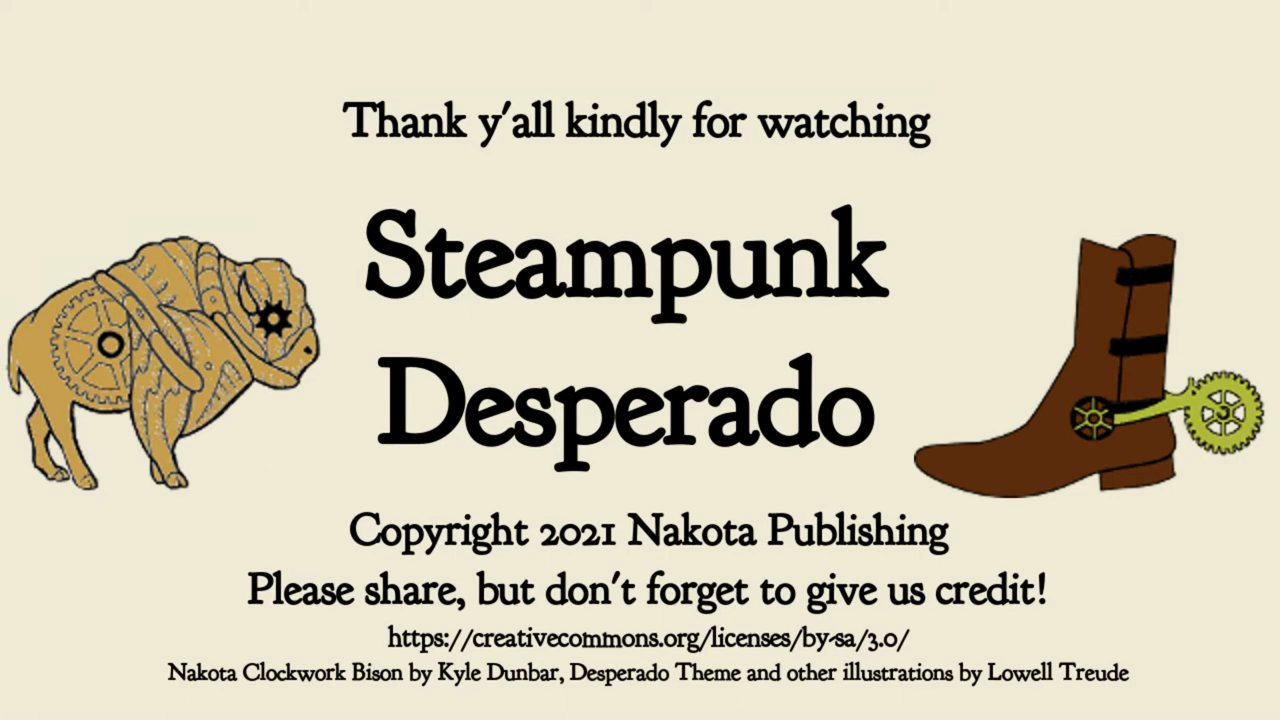 Thank y'all kindly for watching
Steampunk
Desperado
Copyright 2021 Nakota Publishing
Please share, but don't forget to give us credit!
https://creativecommons.org/licenses/by-sa/3.0/
Nakota Clockwork Bison by Kyle Dunbar, Desperado Theme and other illustrations by Lowell Treude